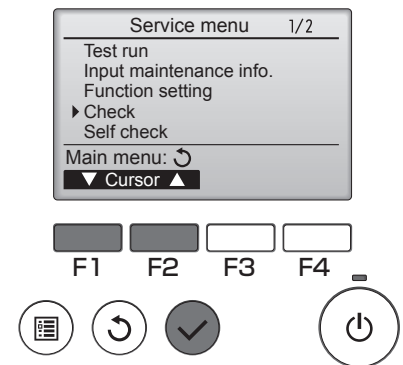 Service menu 1/2
Test run
Input maintenance info.
Function setting
Check
Self check
Main menu:
Cursor
F1 F2 F3 F4